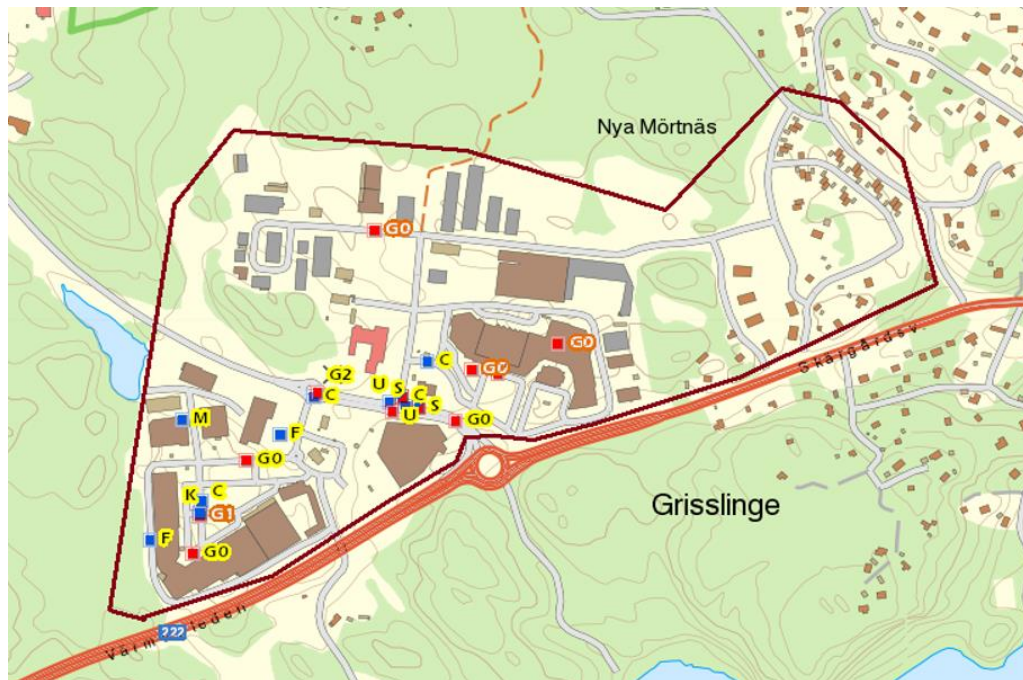 Nya Mörtnäs
G0
Skärgårdsv.
G0
C
G0
G2
C
U
S
C
S
U
G0
M
F
G0
K
C
G1
F
G0
Grisslinge
222
Värmdöleden